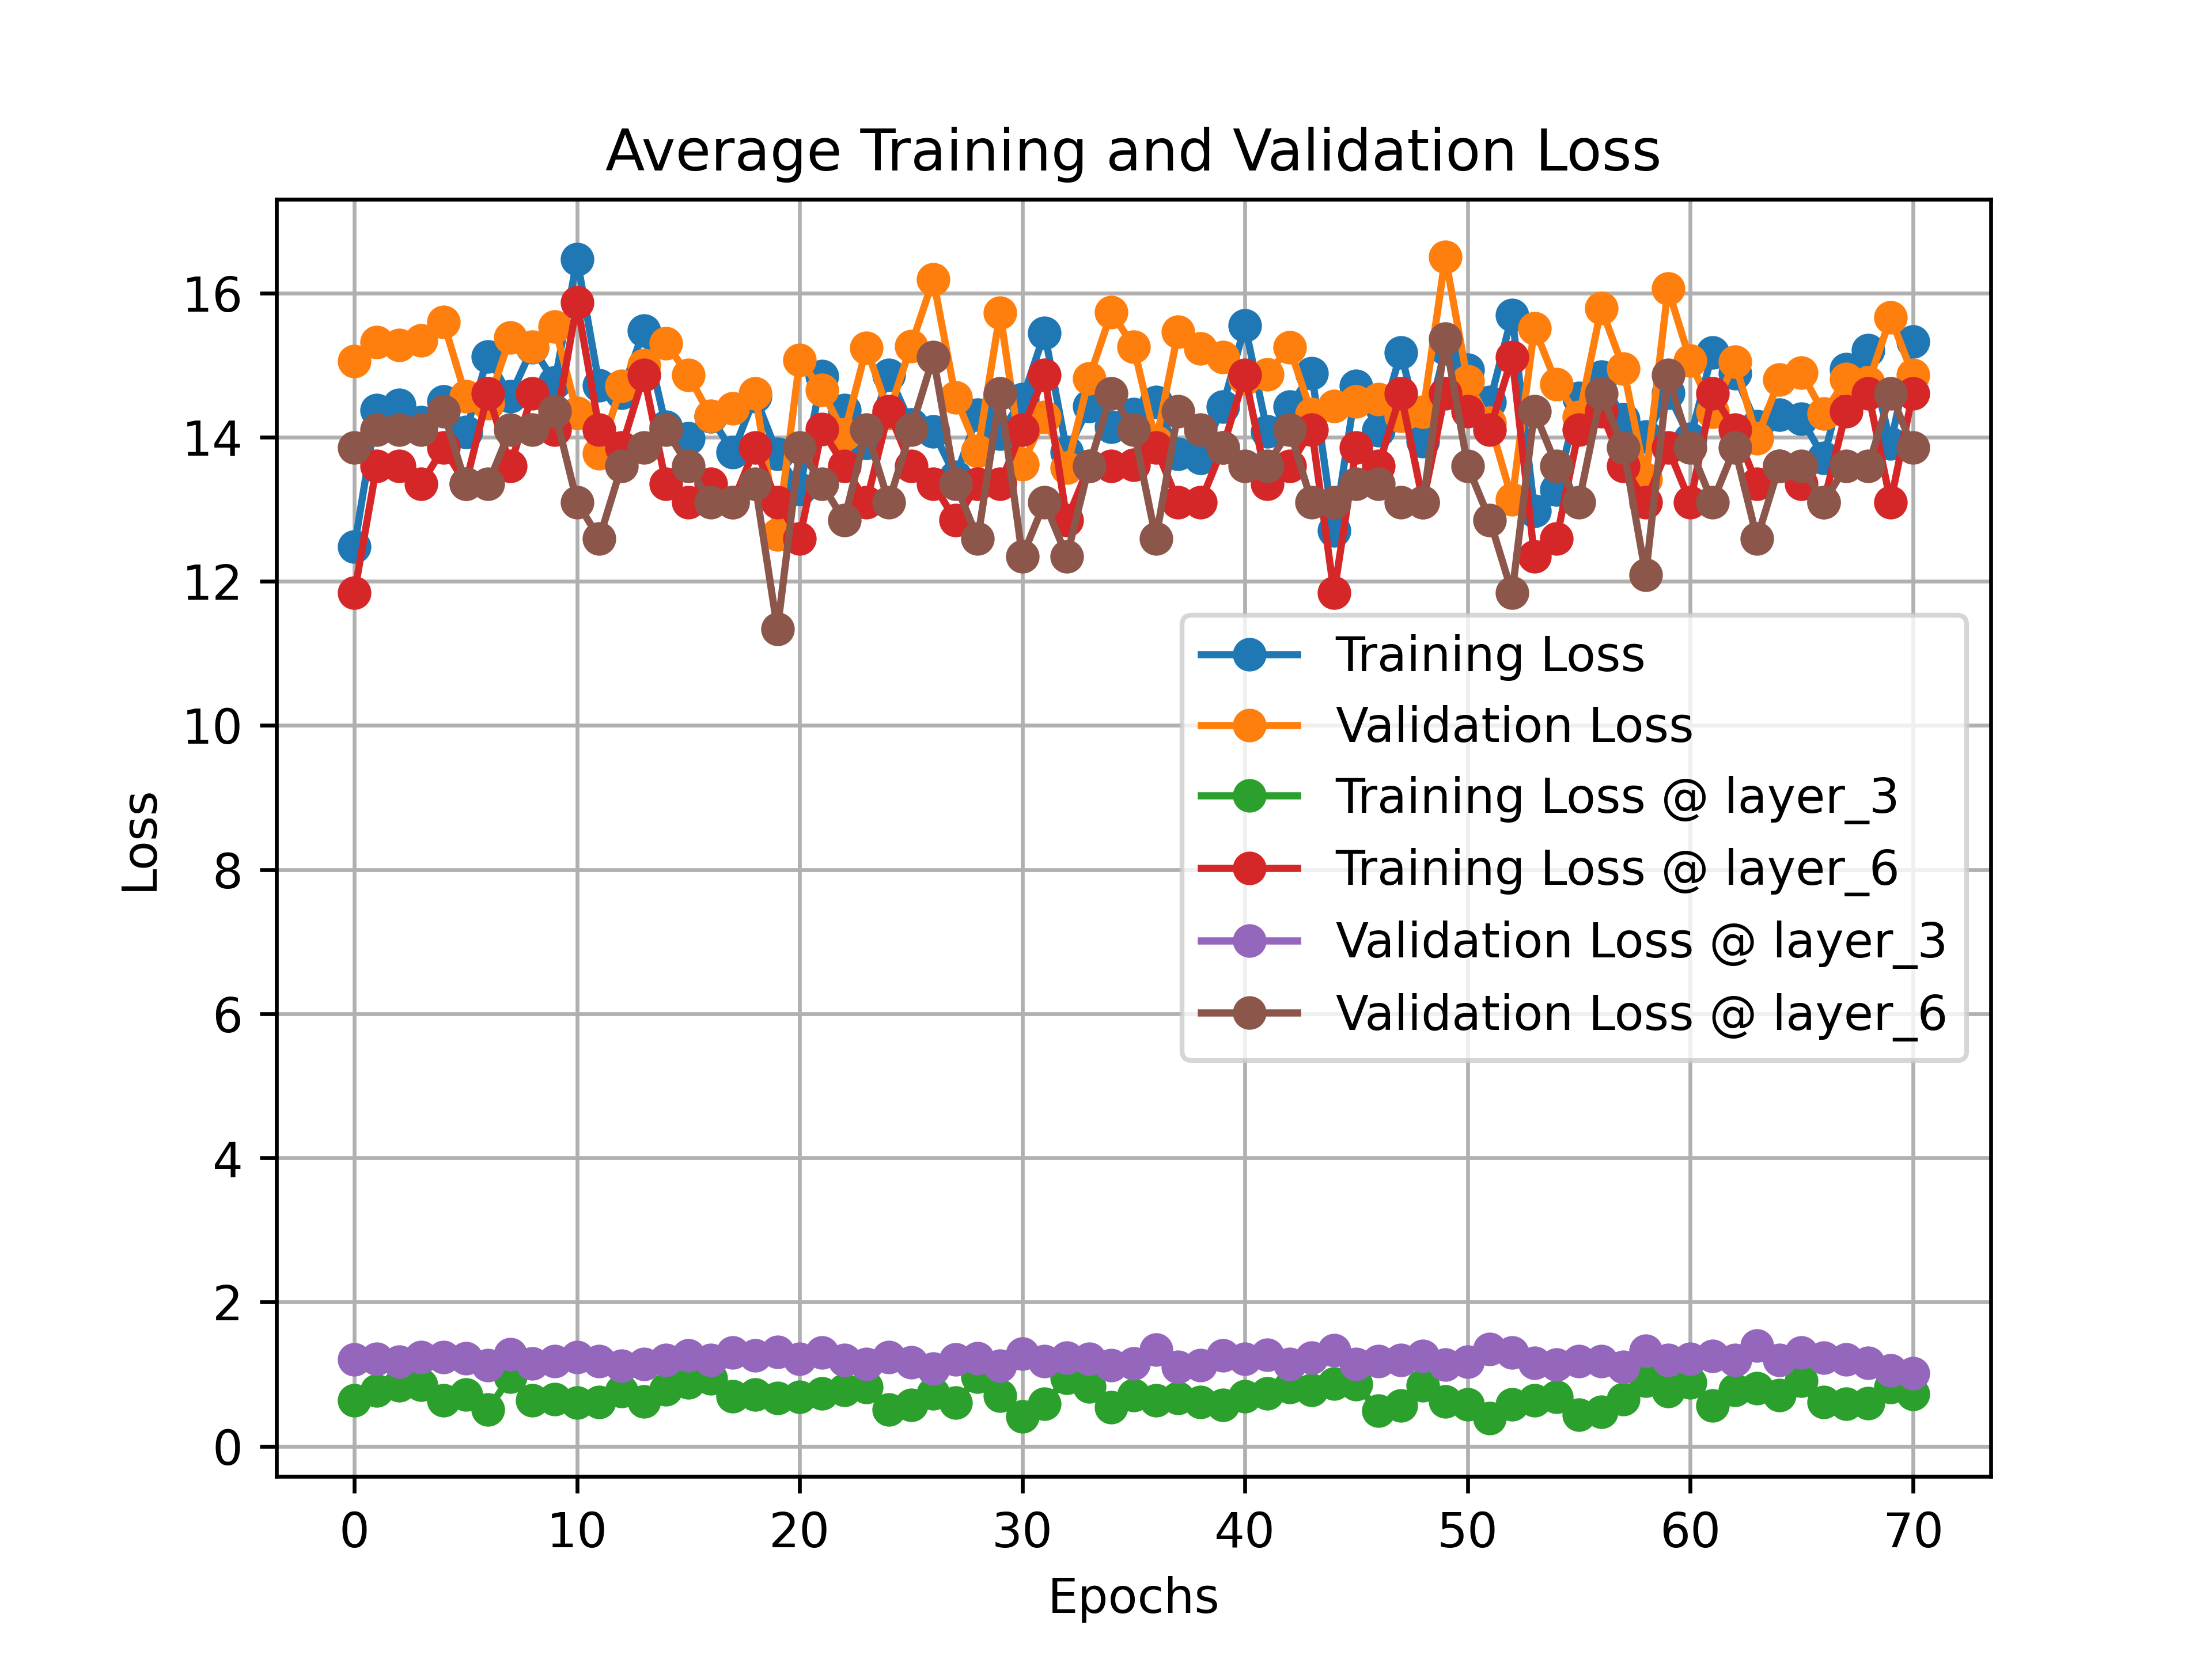 Average Training and Validation Loss
16
14
12
10
8
6
4
2
0
Loss
Training Loss
Validation Loss
Training Loss @ layer_3
Training Loss @ layer_6
Validation Loss @ layer_3
Validation Loss @ layer_6
0 10 20 30 40 50 60 70
Epochs